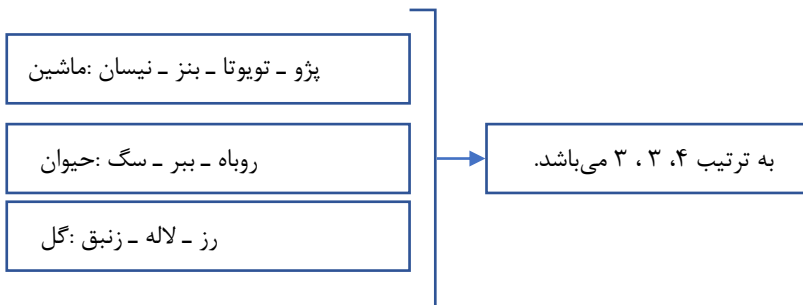 پژو ـ تویوتا ـ بنز ـ نیسان :ماشین
روباه ـ ببر ـ سگ :حیوان
رز ـ لاله ـ زنبق :گل
به ترتیب ۴، ۳ ، ۳ می‌باشد.